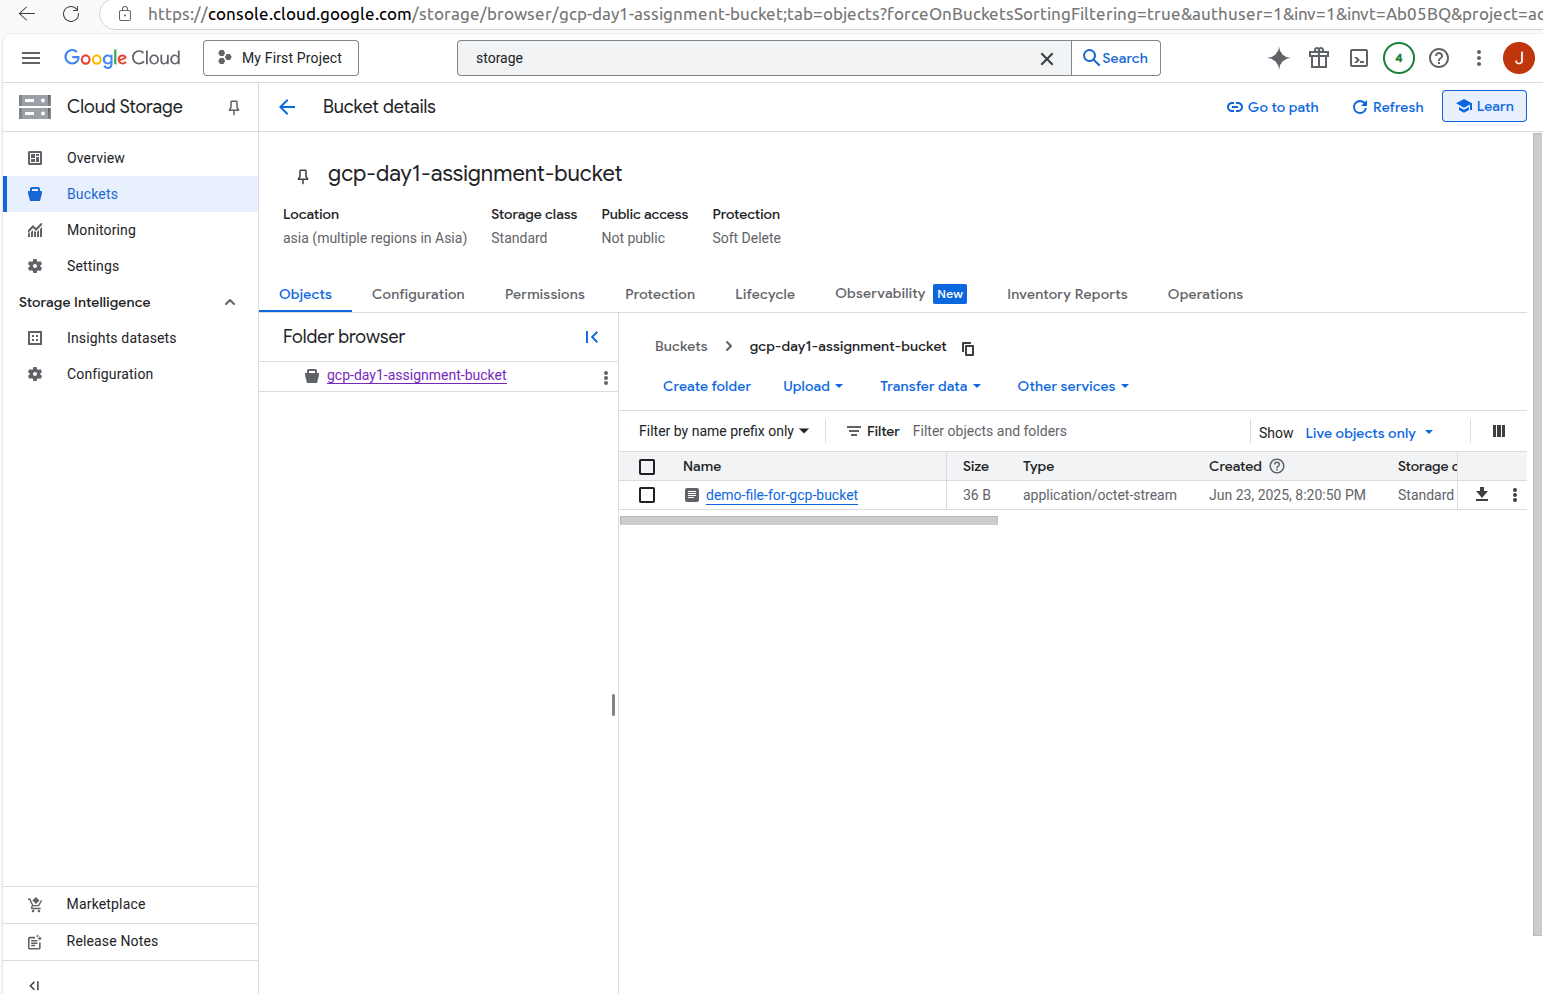 https://console.cloud.google.com/storage/browser/gcp-day1-assignment-bucket;tab=objects?forceOnBucketsSortingFiltering=true&authuser=1&inv=1&invt=Ab05BQ&project=ac
Google Cloud My First Project storage Search 4 J
Cloud Storage Bucket details Go to path Refresh Learn
Overview
Buckets
Monitoring
Settings
Storage Intelligence
Insights datasets
Configuration
Marketplace
Release Notes
gcp-day1-assignment-bucket
Location Storage class Public access Protection
asia (multiple regions in Asia) Standard Not public Soft Delete
Objects Configuration Permissions Protection Lifecycle Observability New Inventory Reports Operations
Folder browser
gcp-day1-assignment-bucket
Buckets > gcp-day1-assignment-bucket
Create folder Upload Transfer data Other services
Filter by name prefix only Filter Filter objects and folders Show Live objects only
Name Size Type Created Storage c
demo-file-for-gcp-bucket 36 B application/octet-stream Jun 23, 2025, 8:20:50 PM Standard